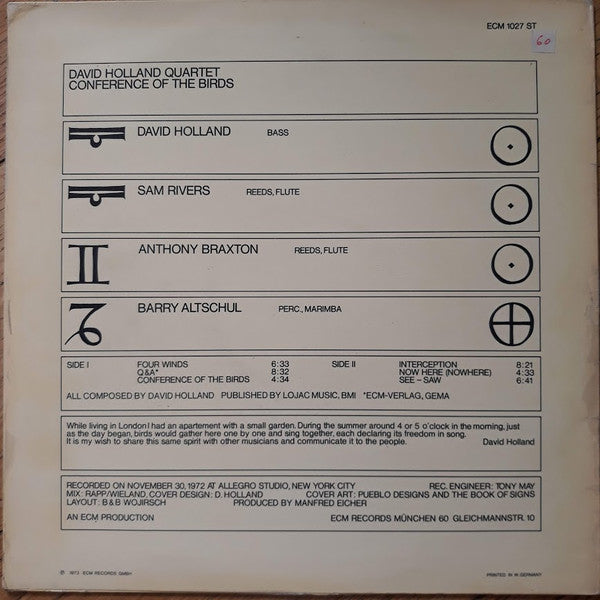 ECM 1027 ST
60
DAVID HOLLAND QUARTET
CONFERENCE OF THE BIRDS
DAVID HOLLAND BASS
SAM RIVERS REEDS, FLUTE
ANTHONY BRAXTON REEDS, FLUTE
BARRY ALTSCHUL PERC., MARIMBA
SIDE I FOUR WINDS 6:33 SIDE II INTERCEPTION 8:21
Q&A* 8:32 NOW HERE (NOWHERE) 4:33
CONFERENCE OF THE BIRDS 4:34 SEE – SAW 6:41
ALL COMPOSED BY DAVID HOLLAND PUBLISHED BY LOJAC MUSIC, BMI *ECM-VERLAG, GEMA
While living in London I had an apartement with a small garden. During the summer around 4 or 5 o'clock in the morning, just
as the day began, birds would gather here one by one and sing together, each declaring its freedom in song.
It is my wish to share this same spirit with other musicians and communicate it to the people. David Holland
RECORDED ON NOVEMBER 30, 1972 AT ALLEGRO STUDIO, NEW YORK CITY REC. ENGINEER: TONY MAY
MIX: RAPP/WIELAND, COVER DESIGN: D. HOLLAND COVER ART: PUEBLO DESIGNS AND THE BOOK OF SIGNS
LAYOUT: B & B WOJIRSCH PRODUCED BY MANFRED EICHER
AN ECM PRODUCTION ECM RECORDS MÜNCHEN 60 GLEICHMANNSTR. 10
℗ 1973 ECM RECORDS GMBH PRINTED IN W. GERMANY